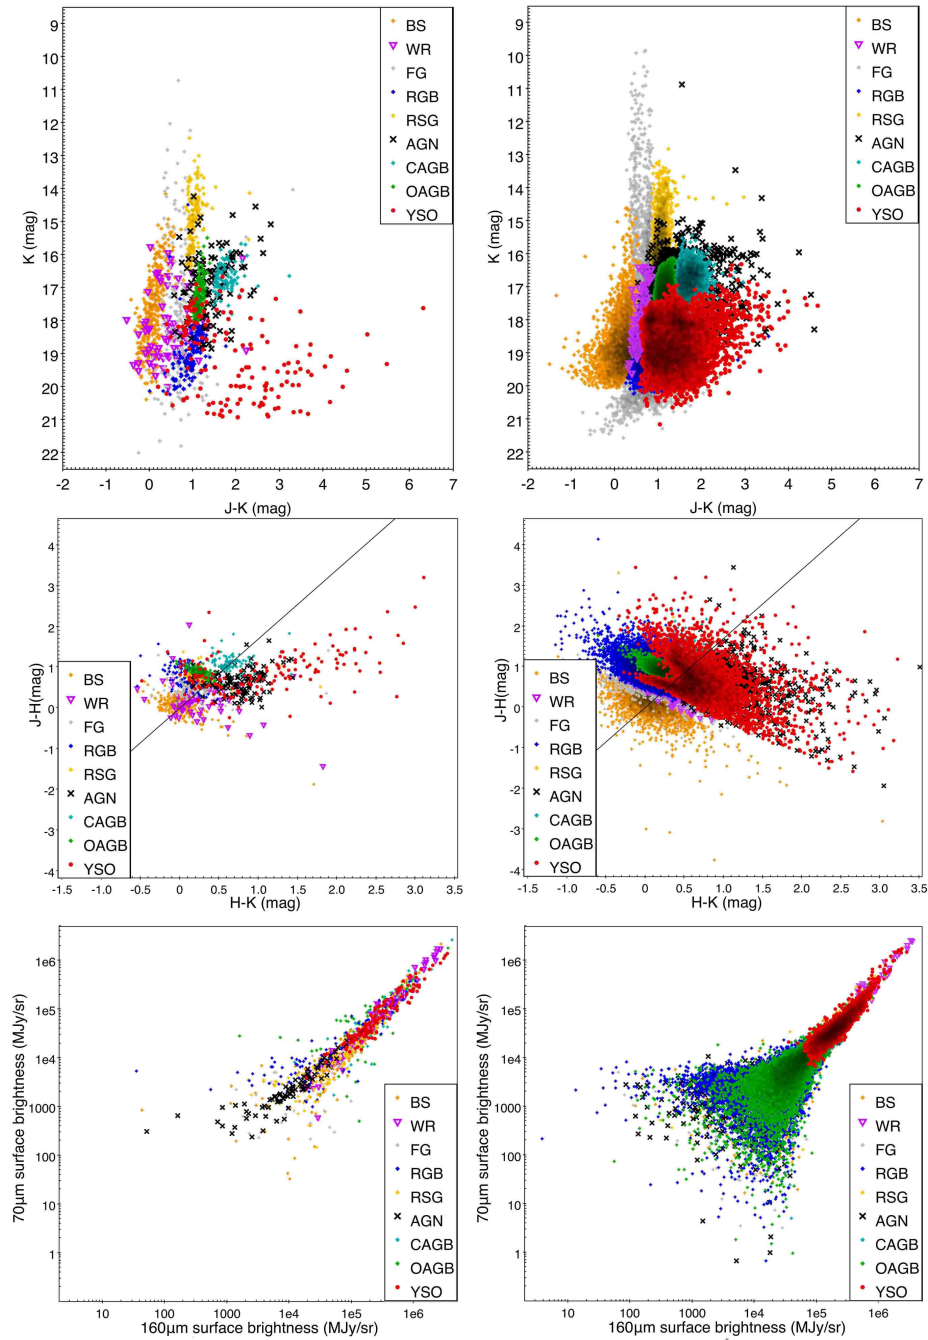 9
10
11
12
13
14
15
16
17
18
19
20
21
22
K (mag)
-2 -1 0 1 2 3 4 5 6 7
J-K (mag)
BS
WR
FG
RGB
RSG
AGN
CAGB
OAGB
YSO
9
10
11
12
13
14
15
16
17
18
19
20
21
22
K (mag)
-2 -1 0 1 2 3 4 5 6 7
J-K (mag)
BS
WR
FG
RGB
RSG
AGN
CAGB
OAGB
YSO
4
3
2
1
0
-1
-2
-3
-4
J-H(mag)
-1.5 -1.0 -0.5 0 0.5 1.0 1.5 2.0 2.5 3.0 3.5
H-K (mag)
BS
WR
FG
RGB
RSG
AGN
CAGB
OAGB
YSO
4
3
2
1
0
-1
-2
-3
-4
J-H(mag)
-1.5 -1.0 -0.5 0 0.5 1.0 1.5 2.0 2.5 3.0 3.5
H-K (mag)
BS
WR
FG
RGB
RSG
AGN
CAGB
OAGB
YSO
1e6
1e5
1e4
1000
100
10
1
70µm surface brightness (MJy/sr)
10 100 1000 1e4 1e5 1e6
160µm surface brightness (MJy/sr)
BS
WR
FG
RGB
RSG
AGN
CAGB
OAGB
YSO
1e6
1e5
1e4
1000
100
10
1
70µm surface brightness (MJy/sr)
10 100 1000 1e4 1e5 1e6
160µm surface brightness (MJy/sr)
BS
WR
FG
RGB
RSG
AGN
CAGB
OAGB
YSO